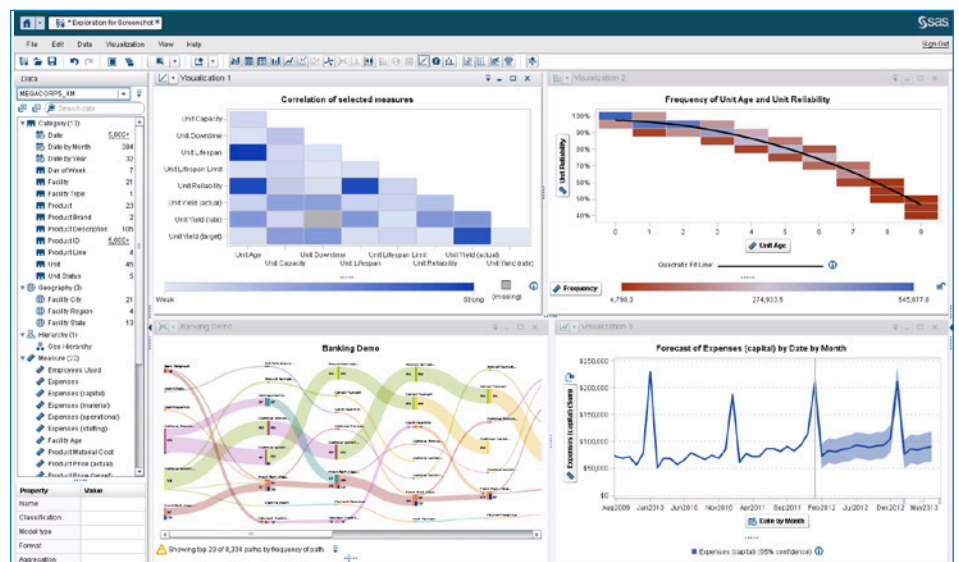 * Exploration for Screenshot *
sas
File Edit Data Visualization View Help
Sign Out
Data
MEGACORP5_4M
Search data
Category (13)
Date 5,000+
Date by Month 384
Date by Year 32
Day of Week 7
Facility 21
Facility Type 1
Product 23
Product Brand 2
Product Description 105
Product ID 5,000+
Product Line 4
Unit 45
Unit Status 5
Geography (3)
Facility City 21
Facility Region 4
Facility State 13
Hierarchy (1)
Geo Hierarchy
Measure (22)
Employees Used
Expenses
Expenses (capital)
Expenses (material)
Expenses (operational)
Expenses (staffing)
Facility Age
Product Material Cost
Product Price (actual)
Property Value
Name
Classification
Model type
Format
Aggregation
Visualization 1
Correlation of selected measures
Unit Capacity
Unit Downtime
Unit Lifespan
Unit Lifespan Limit
Unit Reliability
Unit Yield (actual)
Unit Yield (rate)
Unit Yield (target)
Unit Age Unit Downtime Unit Lifespan Limit Unit Yield (actual)
Unit Capacity Unit Lifespan Unit Reliability Unit Yield (rate)
Weak Strong (missing)
Visualization 2
Frequency of Unit Age and Unit Reliability
Unit Reliability
100%
90%
80%
70%
60%
50%
40%
0 1 2 3 4 5 6 7 8 9
Unit Age
Quadratic Fit Line:
Frequency
4,790.3 274,933.5 545,077.8
Banking Demo
Banking Demo
Showing top 20 of 9,334 paths by frequency of path
Visualization 3
Forecast of Expenses (capital) by Date by Month
Expenses (capital) (Sum)
$250,000
$200,000
$150,000
$100,000
$50,000
$0
Aug2009 Jan2010 Jun2010 Nov2010 Apr2011 Sep2011 Feb2012 Jul2012 Dec2012 May2013
Date by Month
Expenses (capital) (95% confidence)